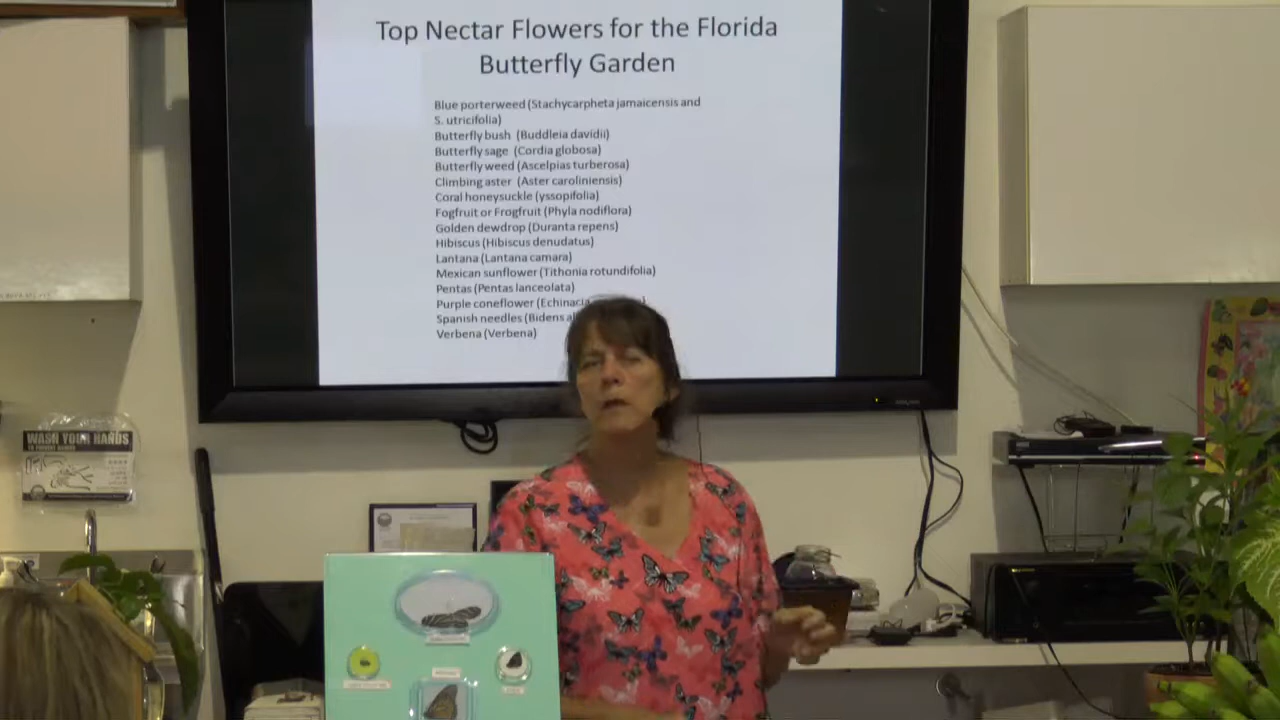 Top Nectar Flowers for the Florida
Butterfly Garden
Blue porterweed (Stachycarpheta jamaicensis and
S. utricifolia)
Butterfly bush (Buddleia davidii)
Butterfly sage (Cordia globosa)
Butterfly weed (Ascelpias turberosa)
Climbing aster (Aster caroliniensis)
Coral honeysuckle (yssopifolia)
Fogfruit or Frogfruit (Phyla nodiflora)
Golden dewdrop (Duranta repens)
Hibiscus (Hibiscus denudatus)
Lantana (Lantana camara)
Mexican sunflower (Tithonia rotundifolia)
Pentas (Pentas lanceolata)
Purple coneflower (Echinacia
Spanish needles (Bidens al
Verbena (Verbena)
WASH YOUR HANDS